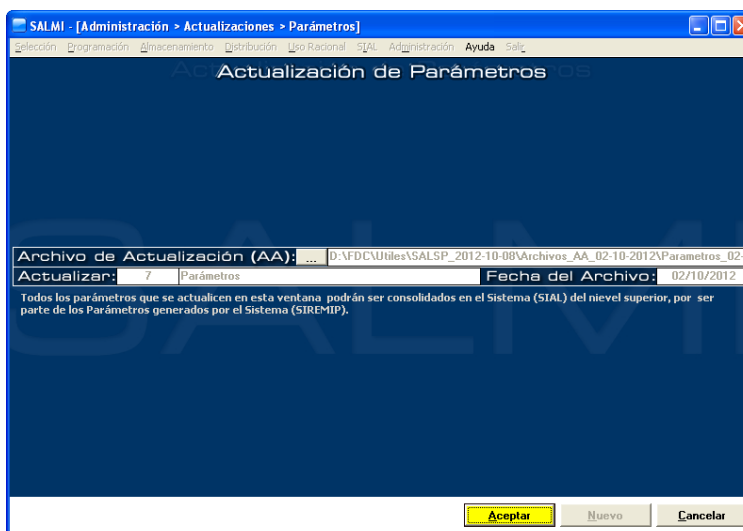 SALMI - [Administración > Actualizaciones > Parámetros]
Selección Programación Almacenamiento Distribución Uso Racional SIAL Administración Ayuda Salir
Actualización de Parámetros
SALMI
Archivo de Actualización (AA): ... D:\FDC\Utiles\SALSP_2012-10-08\Archivos_AA_02-10-2012\Parametros_02-
Actualizar: 7 Parámetros Fecha del Archivo: 02/10/2012
Todos los parámetros que se actualicen en esta ventana podrán ser consolidados en el Sistema (SIAL) del nievel superior, por ser
parte de los Parámetros generados por el Sistema (SIREMIP).
Aceptar Nuevo Cancelar